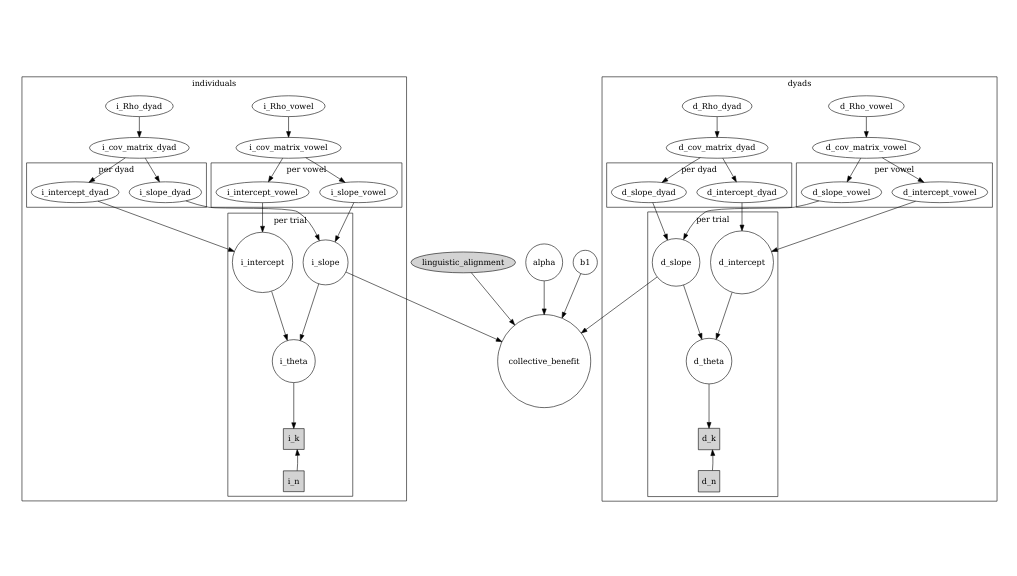 individuals
i_Rho_dyad
i_Rho_vowel
i_cov_matrix_dyad
i_cov_matrix_vowel
per dyad
per vowel
i_intercept_dyad
i_slope_dyad
i_intercept_vowel
i_slope_vowel
per trial
i_intercept
i_slope
i_theta
i_k
i_n
linguistic_alignment
alpha
b1
collective_benefit
dyads
d_Rho_dyad
d_Rho_vowel
d_cov_matrix_dyad
d_cov_matrix_vowel
per dyad
per vowel
d_slope_dyad
d_intercept_dyad
d_slope_vowel
d_intercept_vowel
per trial
d_slope
d_intercept
d_theta
d_k
d_n